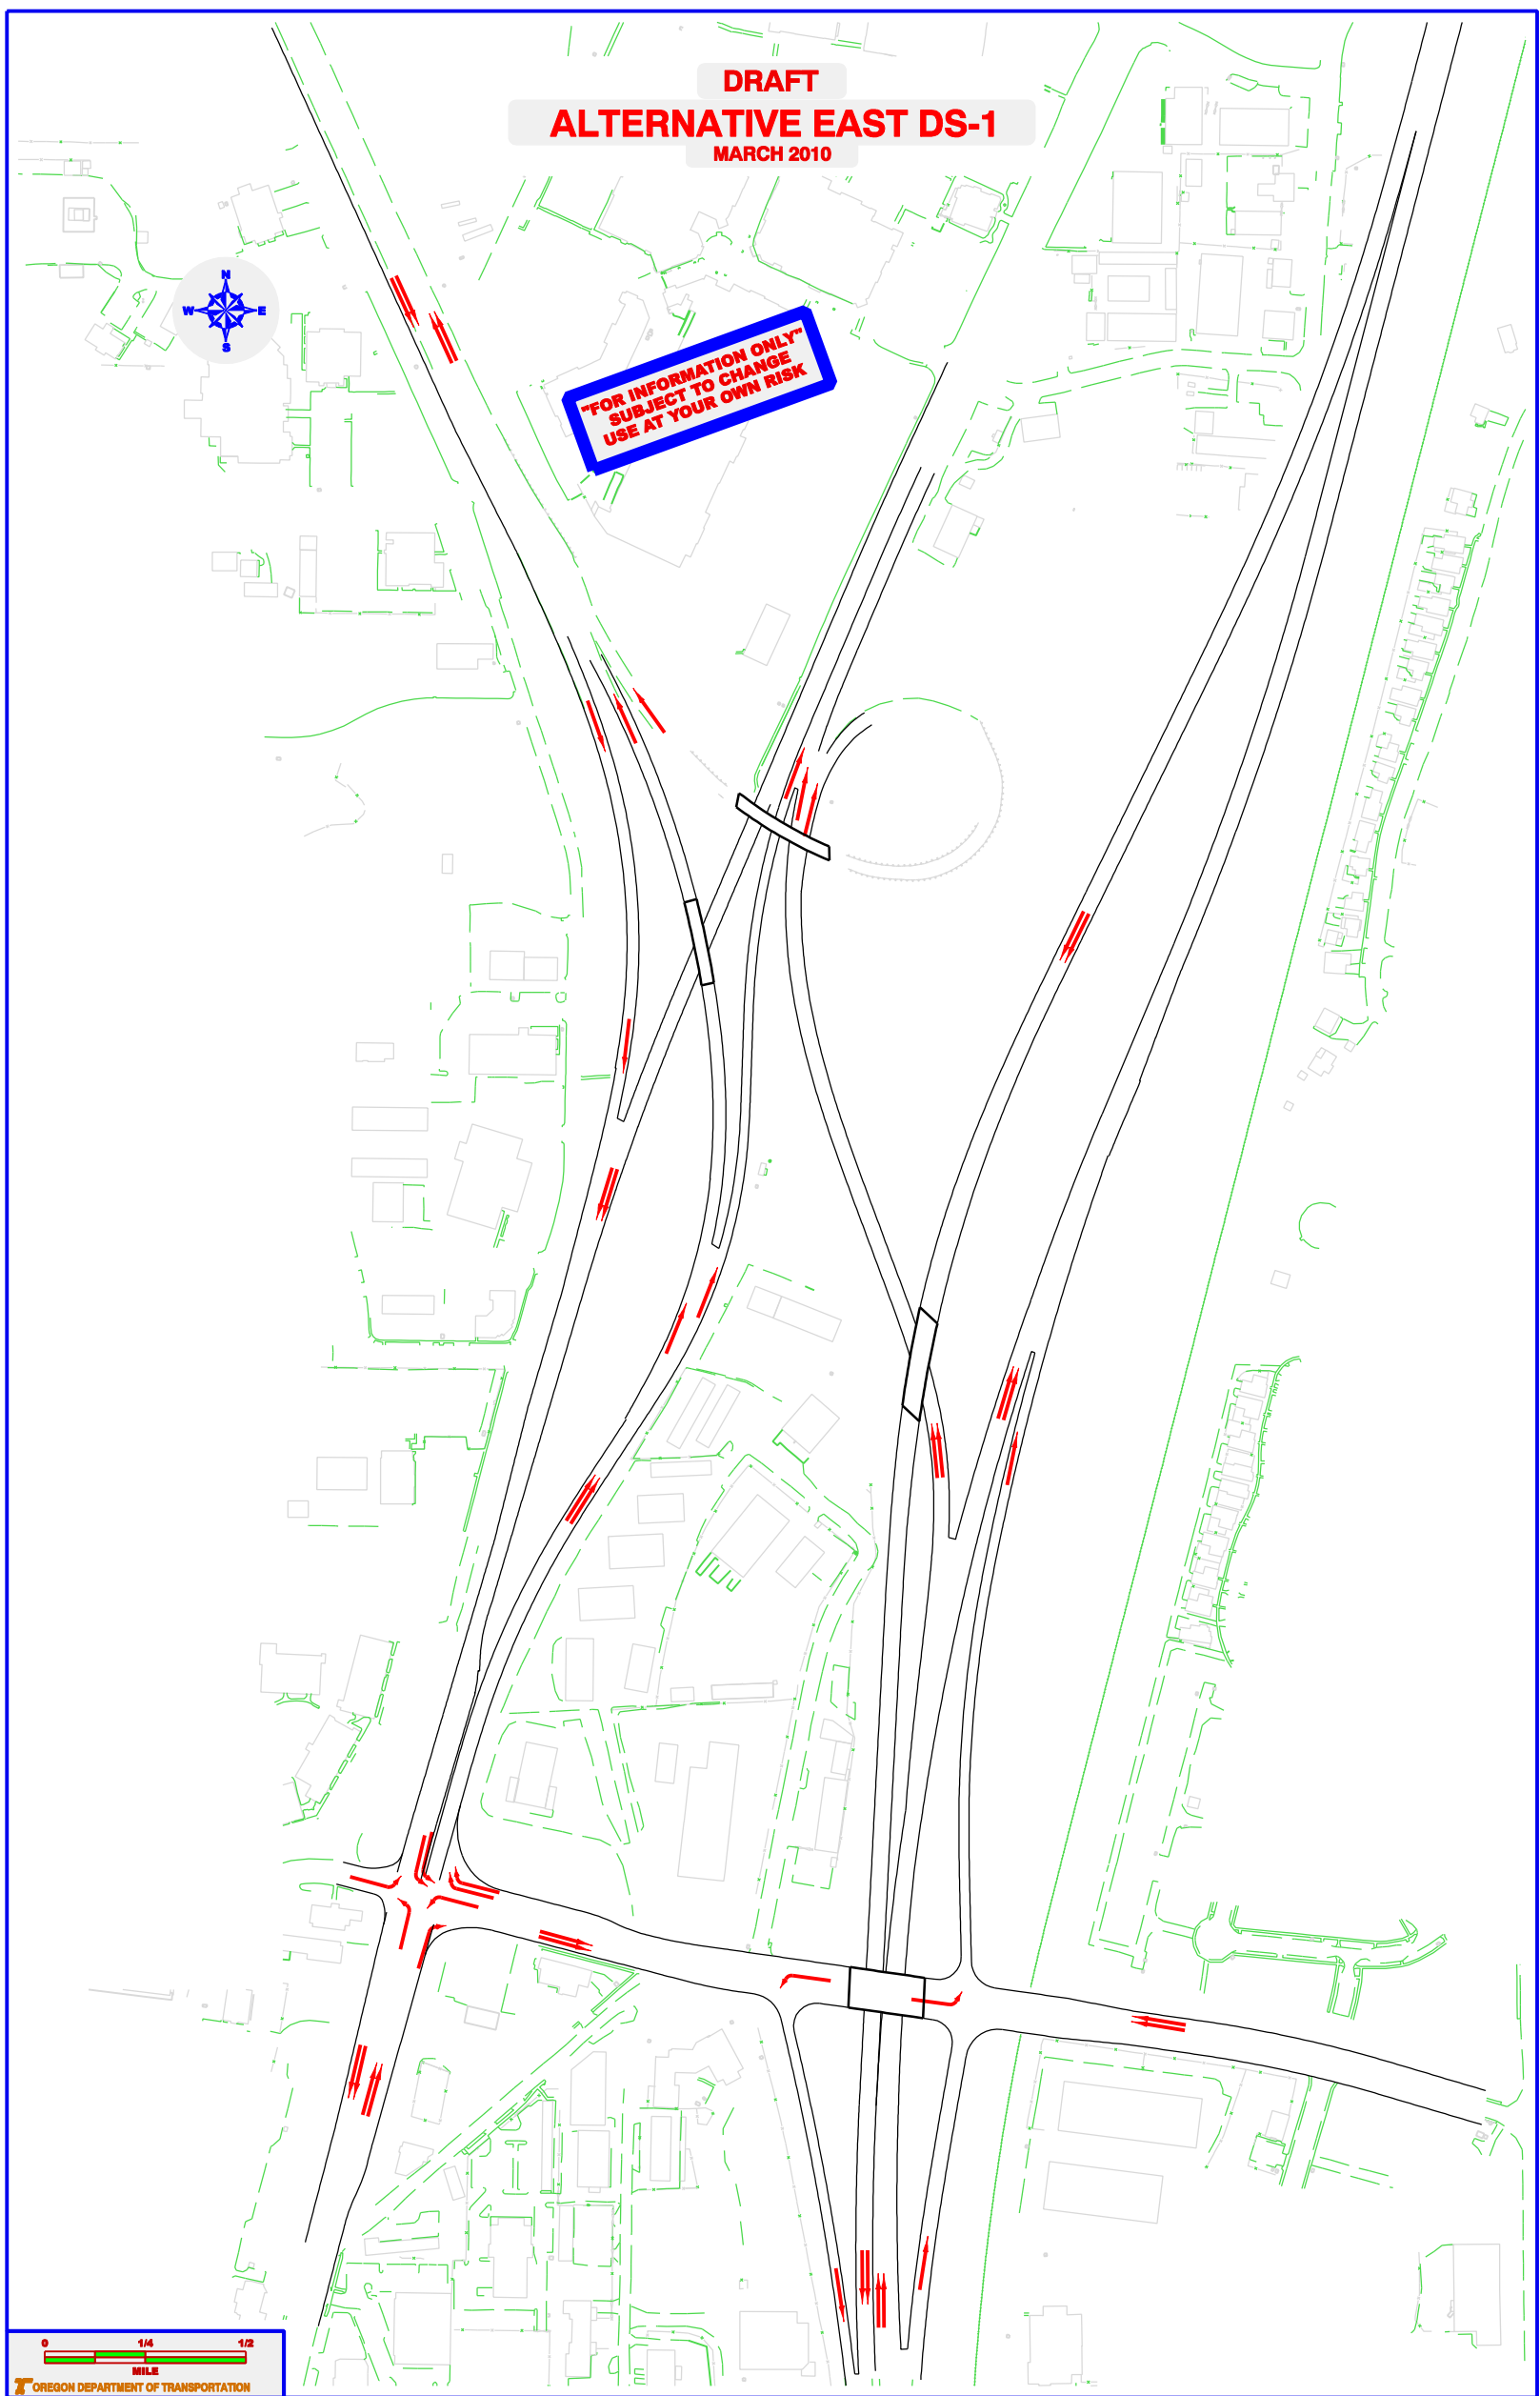 DRAFT
ALTERNATIVE EAST DS-1
MARCH 2010
N
W E
S
"FOR INFORMATION ONLY"
SUBJECT TO CHANGE
USE AT YOUR OWN RISK
0 1/4 1/2
MILE
OREGON DEPARTMENT OF TRANSPORTATION